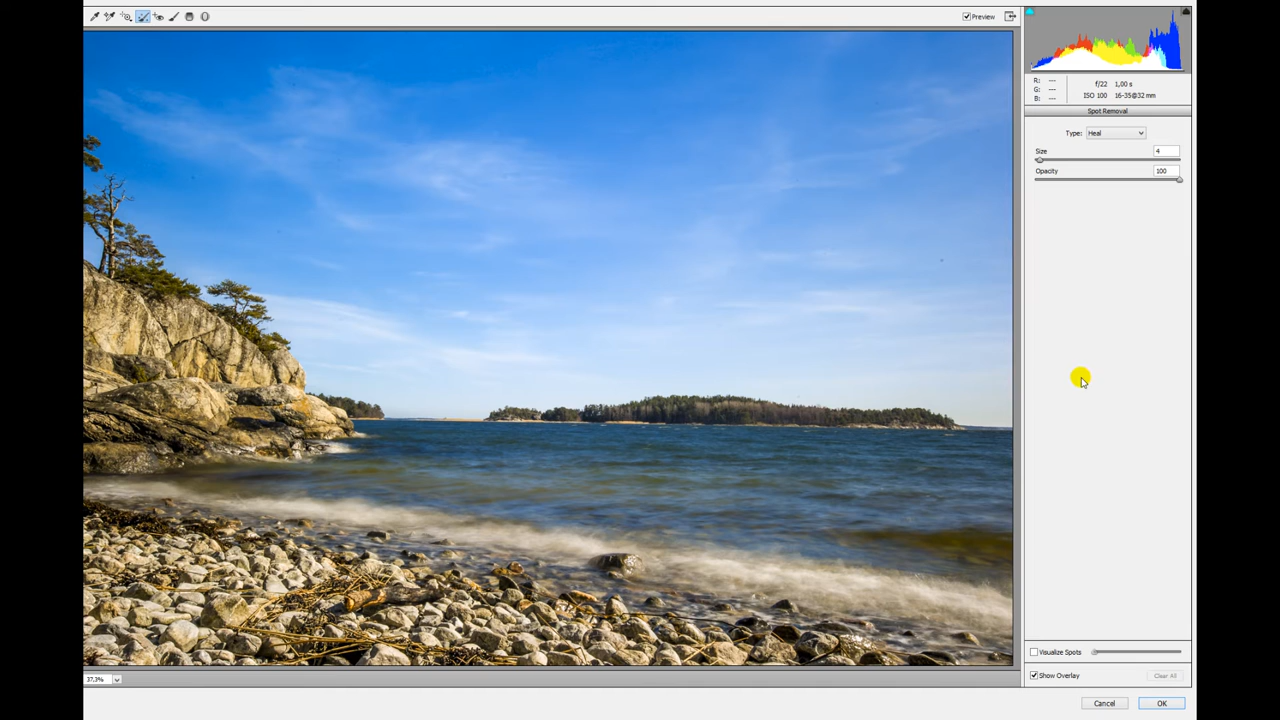 Preview
R: ---
G: ---
B: ---
f/22 1,00 s
ISO 100 16-35@32 mm
Spot Removal
Type: Heal
Size 4
Opacity 100
37,3%
Visualize Spots
Show Overlay
Clear All
Cancel
OK